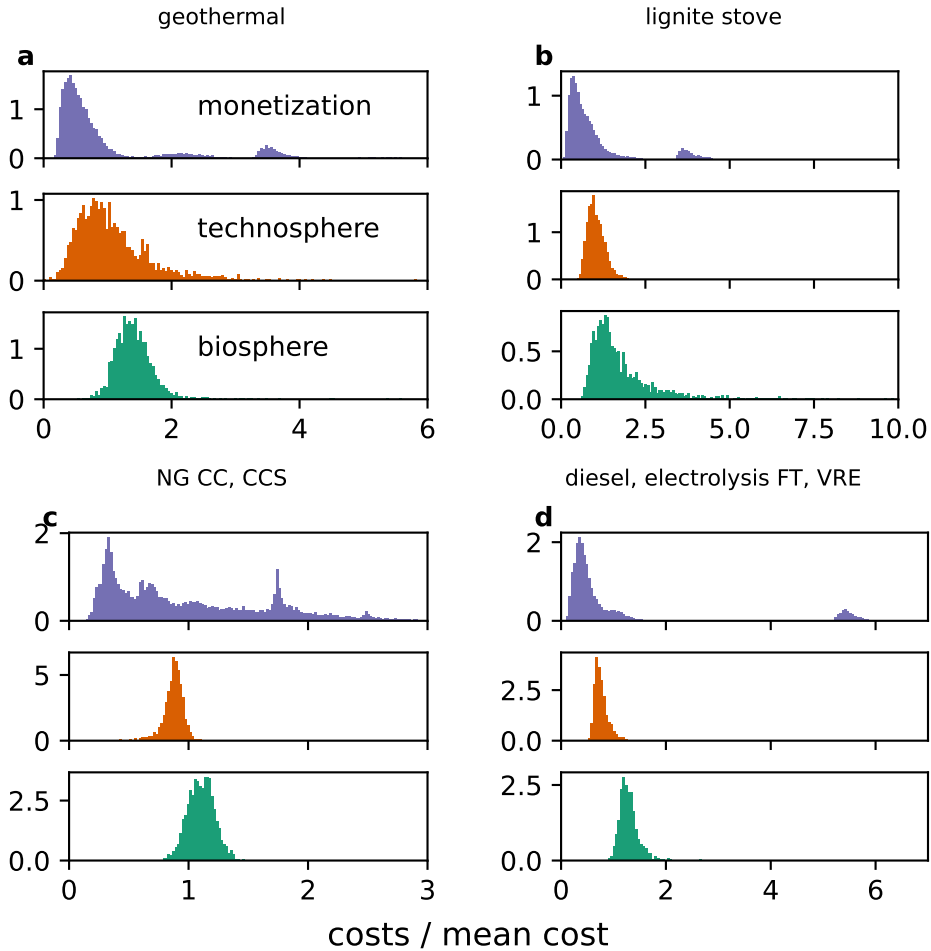 geothermal
lignite stove
a
b
1
monetization
1
0
0
1
technosphere
1
0
0
1
biosphere
0.5
0
0.0
0 2 4 6
0.0 2.5 5.0 7.5 10.0
NG CC, CCS
diesel, electrolysis FT, VRE
c
d
2
2
0
0
5
2.5
0
0.0
2.5
2.5
0.0
0.0
0 1 2 3
0 2 4 6
costs / mean cost